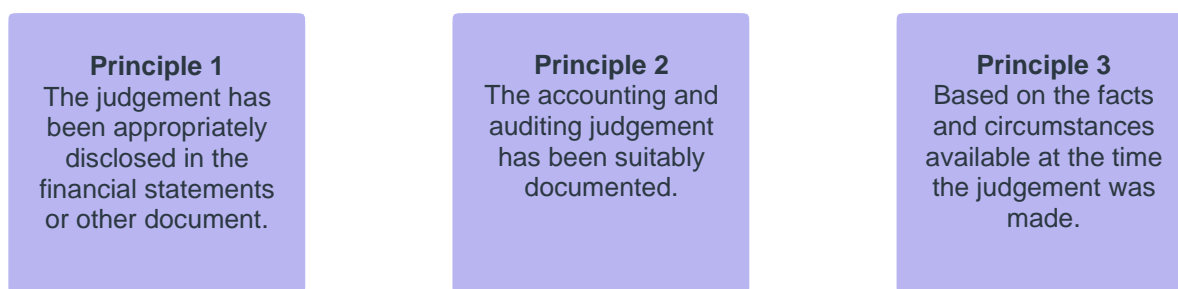 Principle 1
The judgement has
been appropriately
disclosed in the
financial statements
or other document.
Principle 2
The accounting and
auditing judgement
has been suitably
documented.
Principle 3
Based on the facts
and circumstances
available at the time
the judgement was
made.